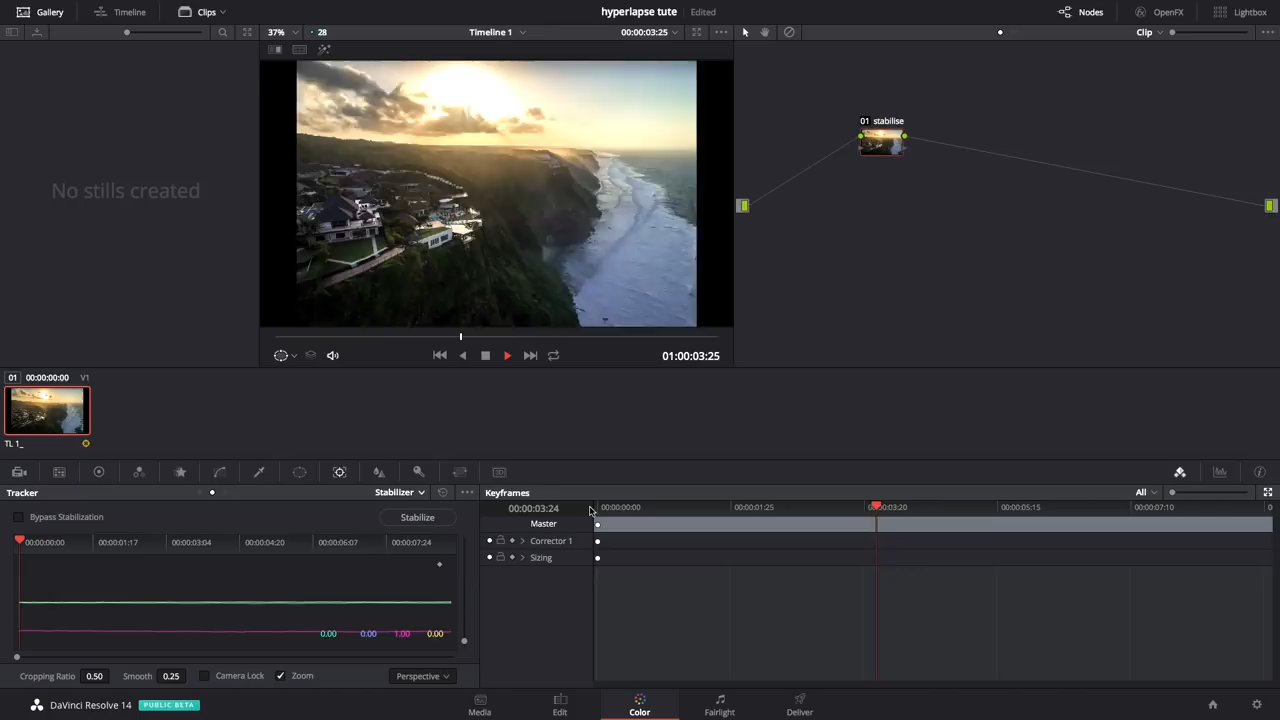 Gallery
Timeline
Clips
hyperlapse tute
Edited
Nodes
OpenFX
Lightbox
37%
28
Timeline 1
00:00:03:25
Clip
No stills created
01 stabilise
01:00:03:25
01 00:00:00:00 V1
TL 1_
Tracker
Stabilizer
Keyframes
All
Bypass Stabilization
Stabilize
00:00:03:24
00:00:00:00
00:00:01:25
00:00:03:20
00:00:05:15
00:00:07:10
0
Master
Corrector 1
Sizing
00:00:00:00
00:00:01:17
00:00:03:04
00:00:04:20
00:00:06:07
00:00:07:24
0.00 0.00 1.00 0.00
Cropping Ratio 0.50 Smooth 0.25 Camera Lock Zoom Perspective
DaVinci Resolve 14 PUBLIC BETA
Media
Edit
Color
Fairlight
Deliver